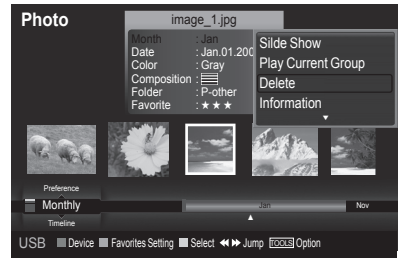 Photo
image_1.jpg
Month : Jan
Date : Jan.01.200
Color : Gray
Composition :
Folder : P-other
Favorite : ★ ★ ★
Silde Show
Play Current Group
Delete
Information
Preference
Monthly
Timeline
Jan
Nov
USB Device Favorites Setting Select Jump TOOLS Option